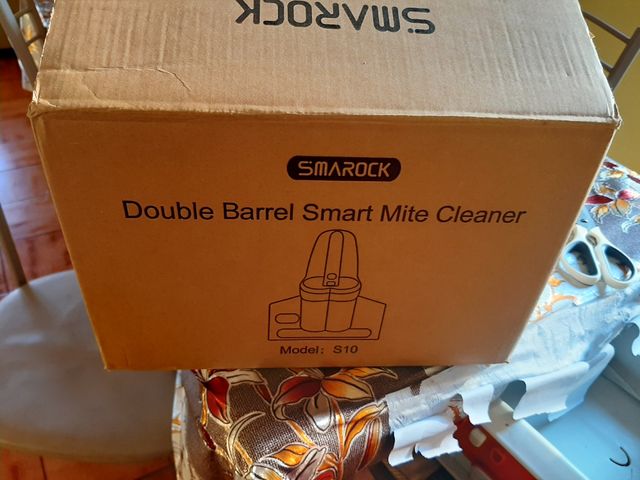 SMAROCK
SMAROCK
Double Barrel Smart Mite Cleaner
Model: S10